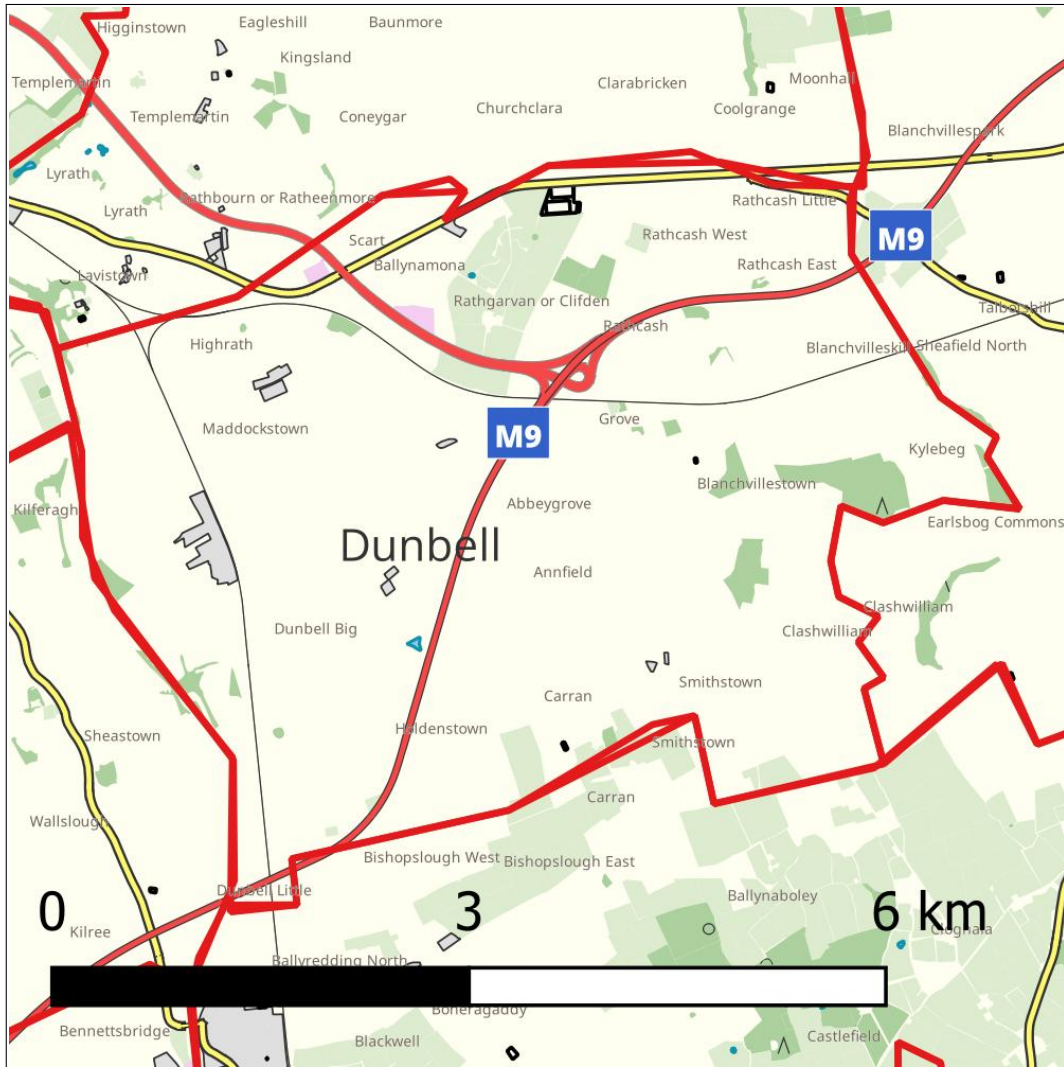 Higginstown
Eagleshill
Baunmore
Kingsland
Templemartin
Clarabricken
Moonhall
Templemartin
Coneygar
Churchclara
Coolgrange
Blanchvillespark
Lyrath
Rathbourn or Ratheenmore
Rathcash Little
Lyrath
Scart
Rathcash West
M9
Lavistown
Ballynamona
Rathcash East
Rathgarvan or Clifden
Talbotshill
Rathcash
Highrath
Blanchvilleskill
Sheafield North
Maddockstown
M9
Grove
Kylebeg
Blanchvillestown
Kilferagh
Abbeygrove
Earlsbog Commons
Dunbell
Annfield
Clashwilliam
Dunbell Big
Clashwilliam
Smithstown
Carran
Holdenstown
Sheastown
Smithstown
Carran
Wallslough
Bishopslough West
Bishopslough East
Dunbell Little
Ballynaboley
0
3
6 km
Kilree
Cloghala
Ballyredding North
Boheragaddy
Bennettsbridge
Blackwell
Castlefield